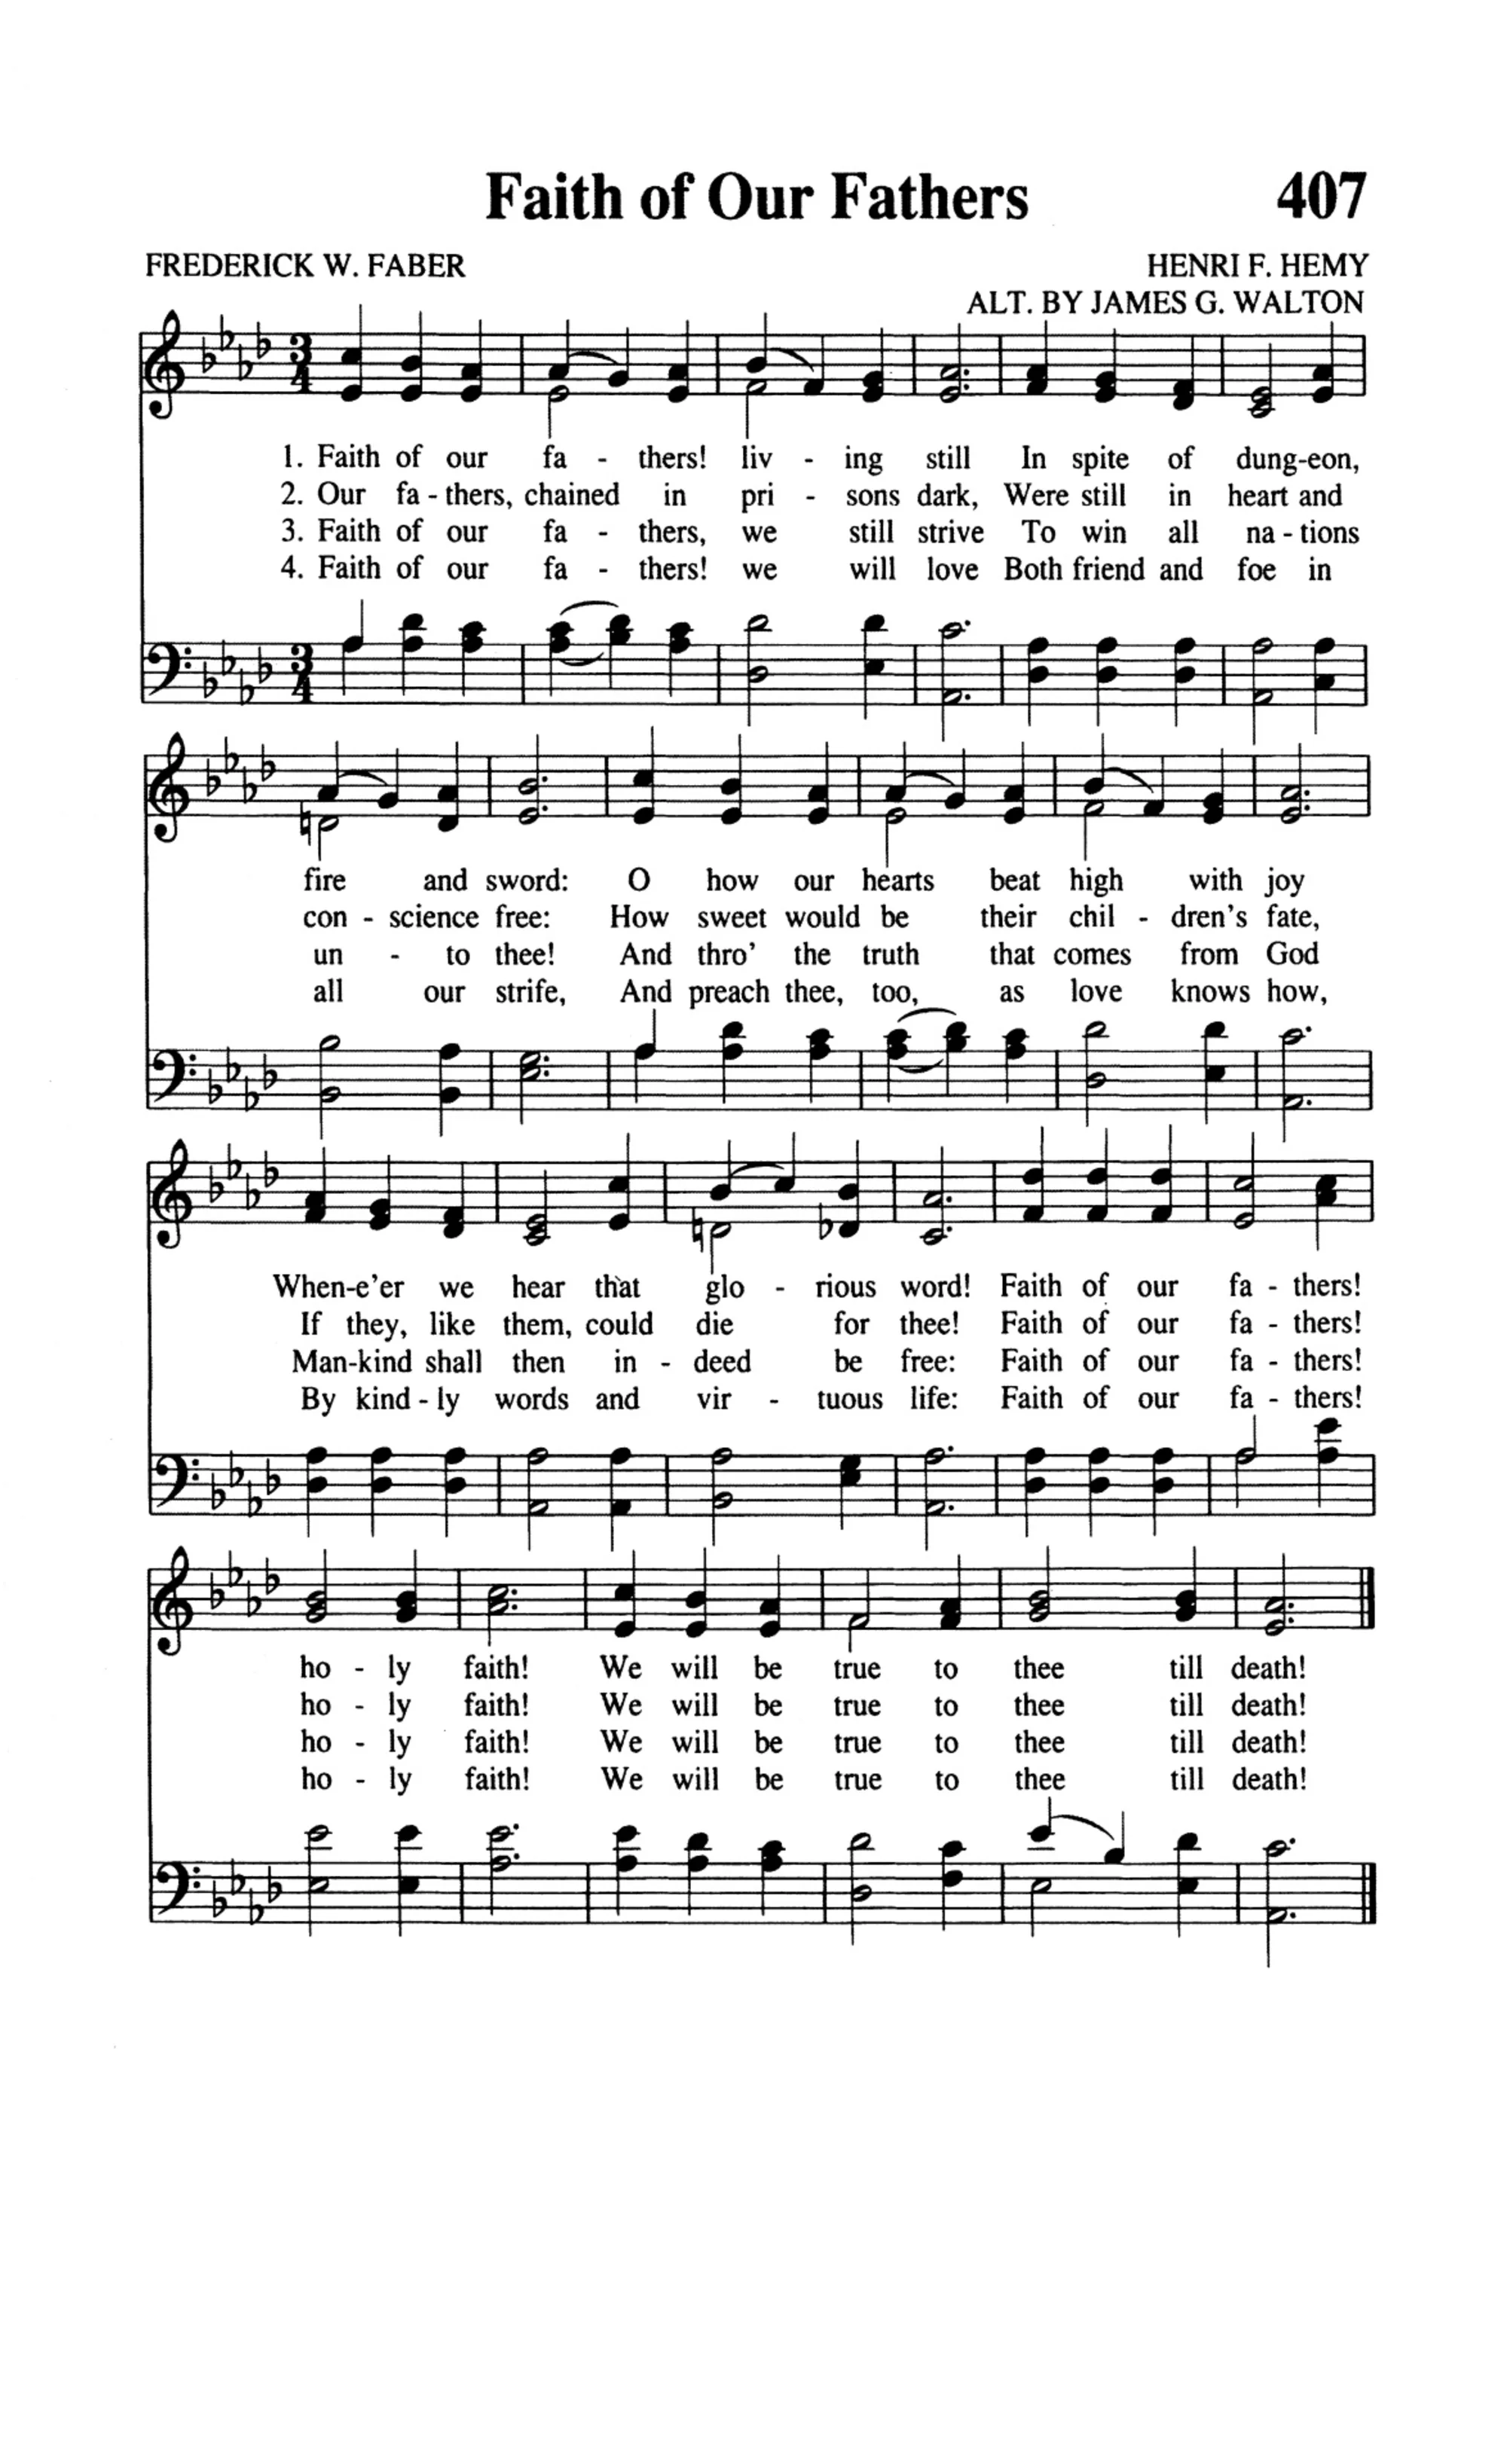 Faith of Our Fathers 407
FREDERICK W. FABER HENRI F. HEMY
ALT. BY JAMES G. WALTON
3
4
1. Faith of our fa - thers! liv - ing still In spite of dung-eon,
2. Our fa - thers, chained in pri - sons dark, Were still in heart and
3. Faith of our fa - thers, we still strive To win all na - tions
4. Faith of our fa - thers! we will love Both friend and foe in
3
4
fire and sword: O how our hearts beat high with joy
con - science free: How sweet would be their chil - dren's fate,
un - to thee! And thro' the truth that comes from God
all our strife, And preach thee, too, as love knows how,
When-e'er we hear that glo - rious word! Faith of our fa - thers!
If they, like them, could die for thee! Faith of our fa - thers!
Man-kind shall then in - deed be free: Faith of our fa - thers!
By kind - ly words and vir - tuous life: Faith of our fa - thers!
ho - ly faith! We will be true to thee till death!
ho - ly faith! We will be true to thee till death!
ho - ly faith! We will be true to thee till death!
ho - ly faith! We will be true to thee till death!